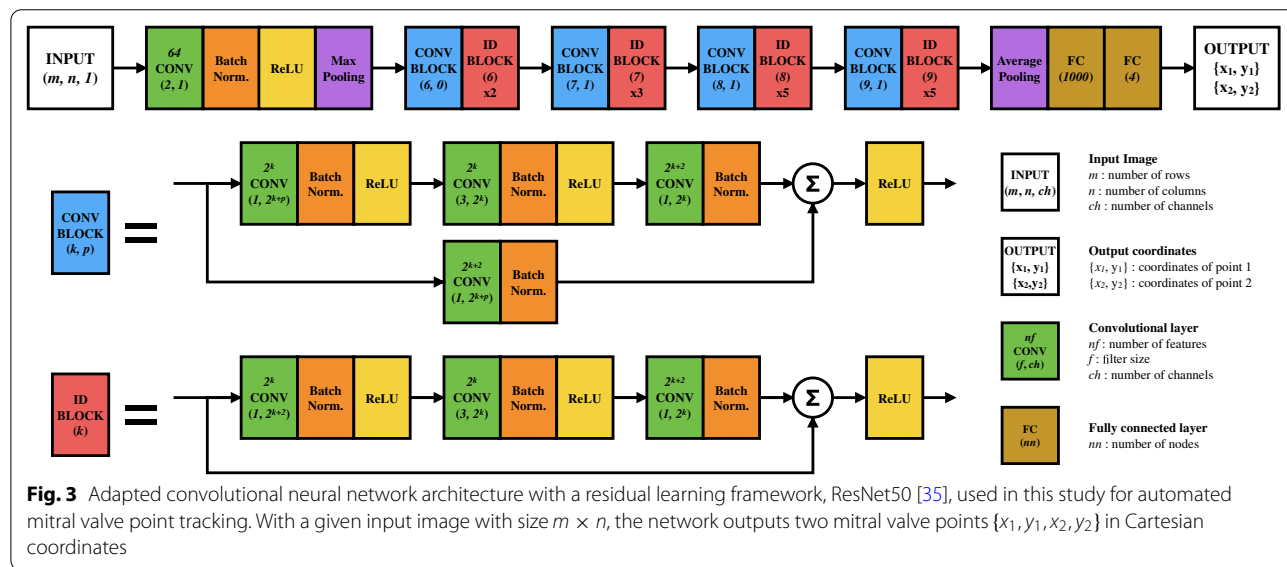 INPUT
(m, n, 1)
64
CONV
(2, 1)
Batch
Norm.
ReLU
Max
Pooling
CONV
BLOCK
(6, 0)
ID
BLOCK
(6)
x2
CONV
BLOCK
(7, 1)
ID
BLOCK
(7)
x3
CONV
BLOCK
(8, 1)
ID
BLOCK
(8)
x5
CONV
BLOCK
(9, 1)
ID
BLOCK
(9)
x5
Average
Pooling
FC
(1000)
FC
(4)
OUTPUT
{x₁, y₁}
{x₂, y₂}
CONV
BLOCK
(k, p)
=
2ᵏ
CONV
(1, 2ᵏ⁺ᵖ)
Batch
Norm.
ReLU
2ᵏ
CONV
(3, 2ᵏ)
Batch
Norm.
ReLU
2ᵏ⁺²
CONV
(1, 2ᵏ)
Batch
Norm.
Σ
ReLU
2ᵏ⁺²
CONV
(1, 2ᵏ⁺ᵖ)
Batch
Norm.
ID
BLOCK
(k)
=
2ᵏ
CONV
(1, 2ᵏ⁺²)
Batch
Norm.
ReLU
2ᵏ
CONV
(3, 2ᵏ)
Batch
Norm.
ReLU
2ᵏ⁺²
CONV
(1, 2ᵏ)
Batch
Norm.
Σ
ReLU
INPUT
(m, n, ch)
Input Image
m : number of rows
n : number of columns
ch : number of channels
OUTPUT
{x₁, y₁}
{x₂,y₂}
Output coordinates
{x₁, y₁} : coordinates of point 1
{x₂, y₂} : coordinates of point 2
nf
CONV
(f, ch)
Convolutional layer
nf : number of features
f : filter size
ch : number of channels
FC
(nn)
Fully connected layer
nn : number of nodes
Fig. 3 Adapted convolutional neural network architecture with a residual learning framework, ResNet50 [35], used in this study for automated
mitral valve point tracking. With a given input image with size m × n, the network outputs two mitral valve points {x₁, y₁, x₂, y₂} in Cartesian
coordinates